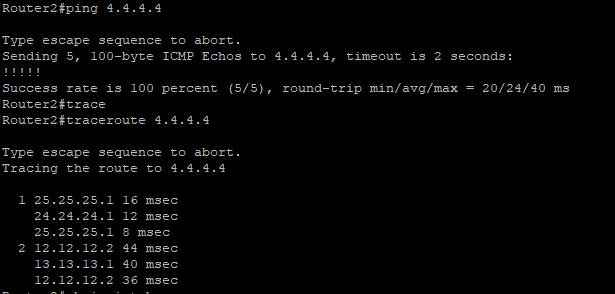 Router2#ping 4.4.4.4
Type escape sequence to abort.
Sending 5, 100-byte ICMP Echos to 4.4.4.4, timeout is 2 seconds:
!!!!!
Success rate is 100 percent (5/5), round-trip min/avg/max = 20/24/40 ms
Router2#trace
Router2#traceroute 4.4.4.4
Type escape sequence to abort.
Tracing the route to 4.4.4.4
1 25.25.25.1 16 msec
24.24.24.1 12 msec
25.25.25.1 8 msec
2 12.12.12.2 44 msec
13.13.13.1 40 msec
12.12.12.2 36 msec